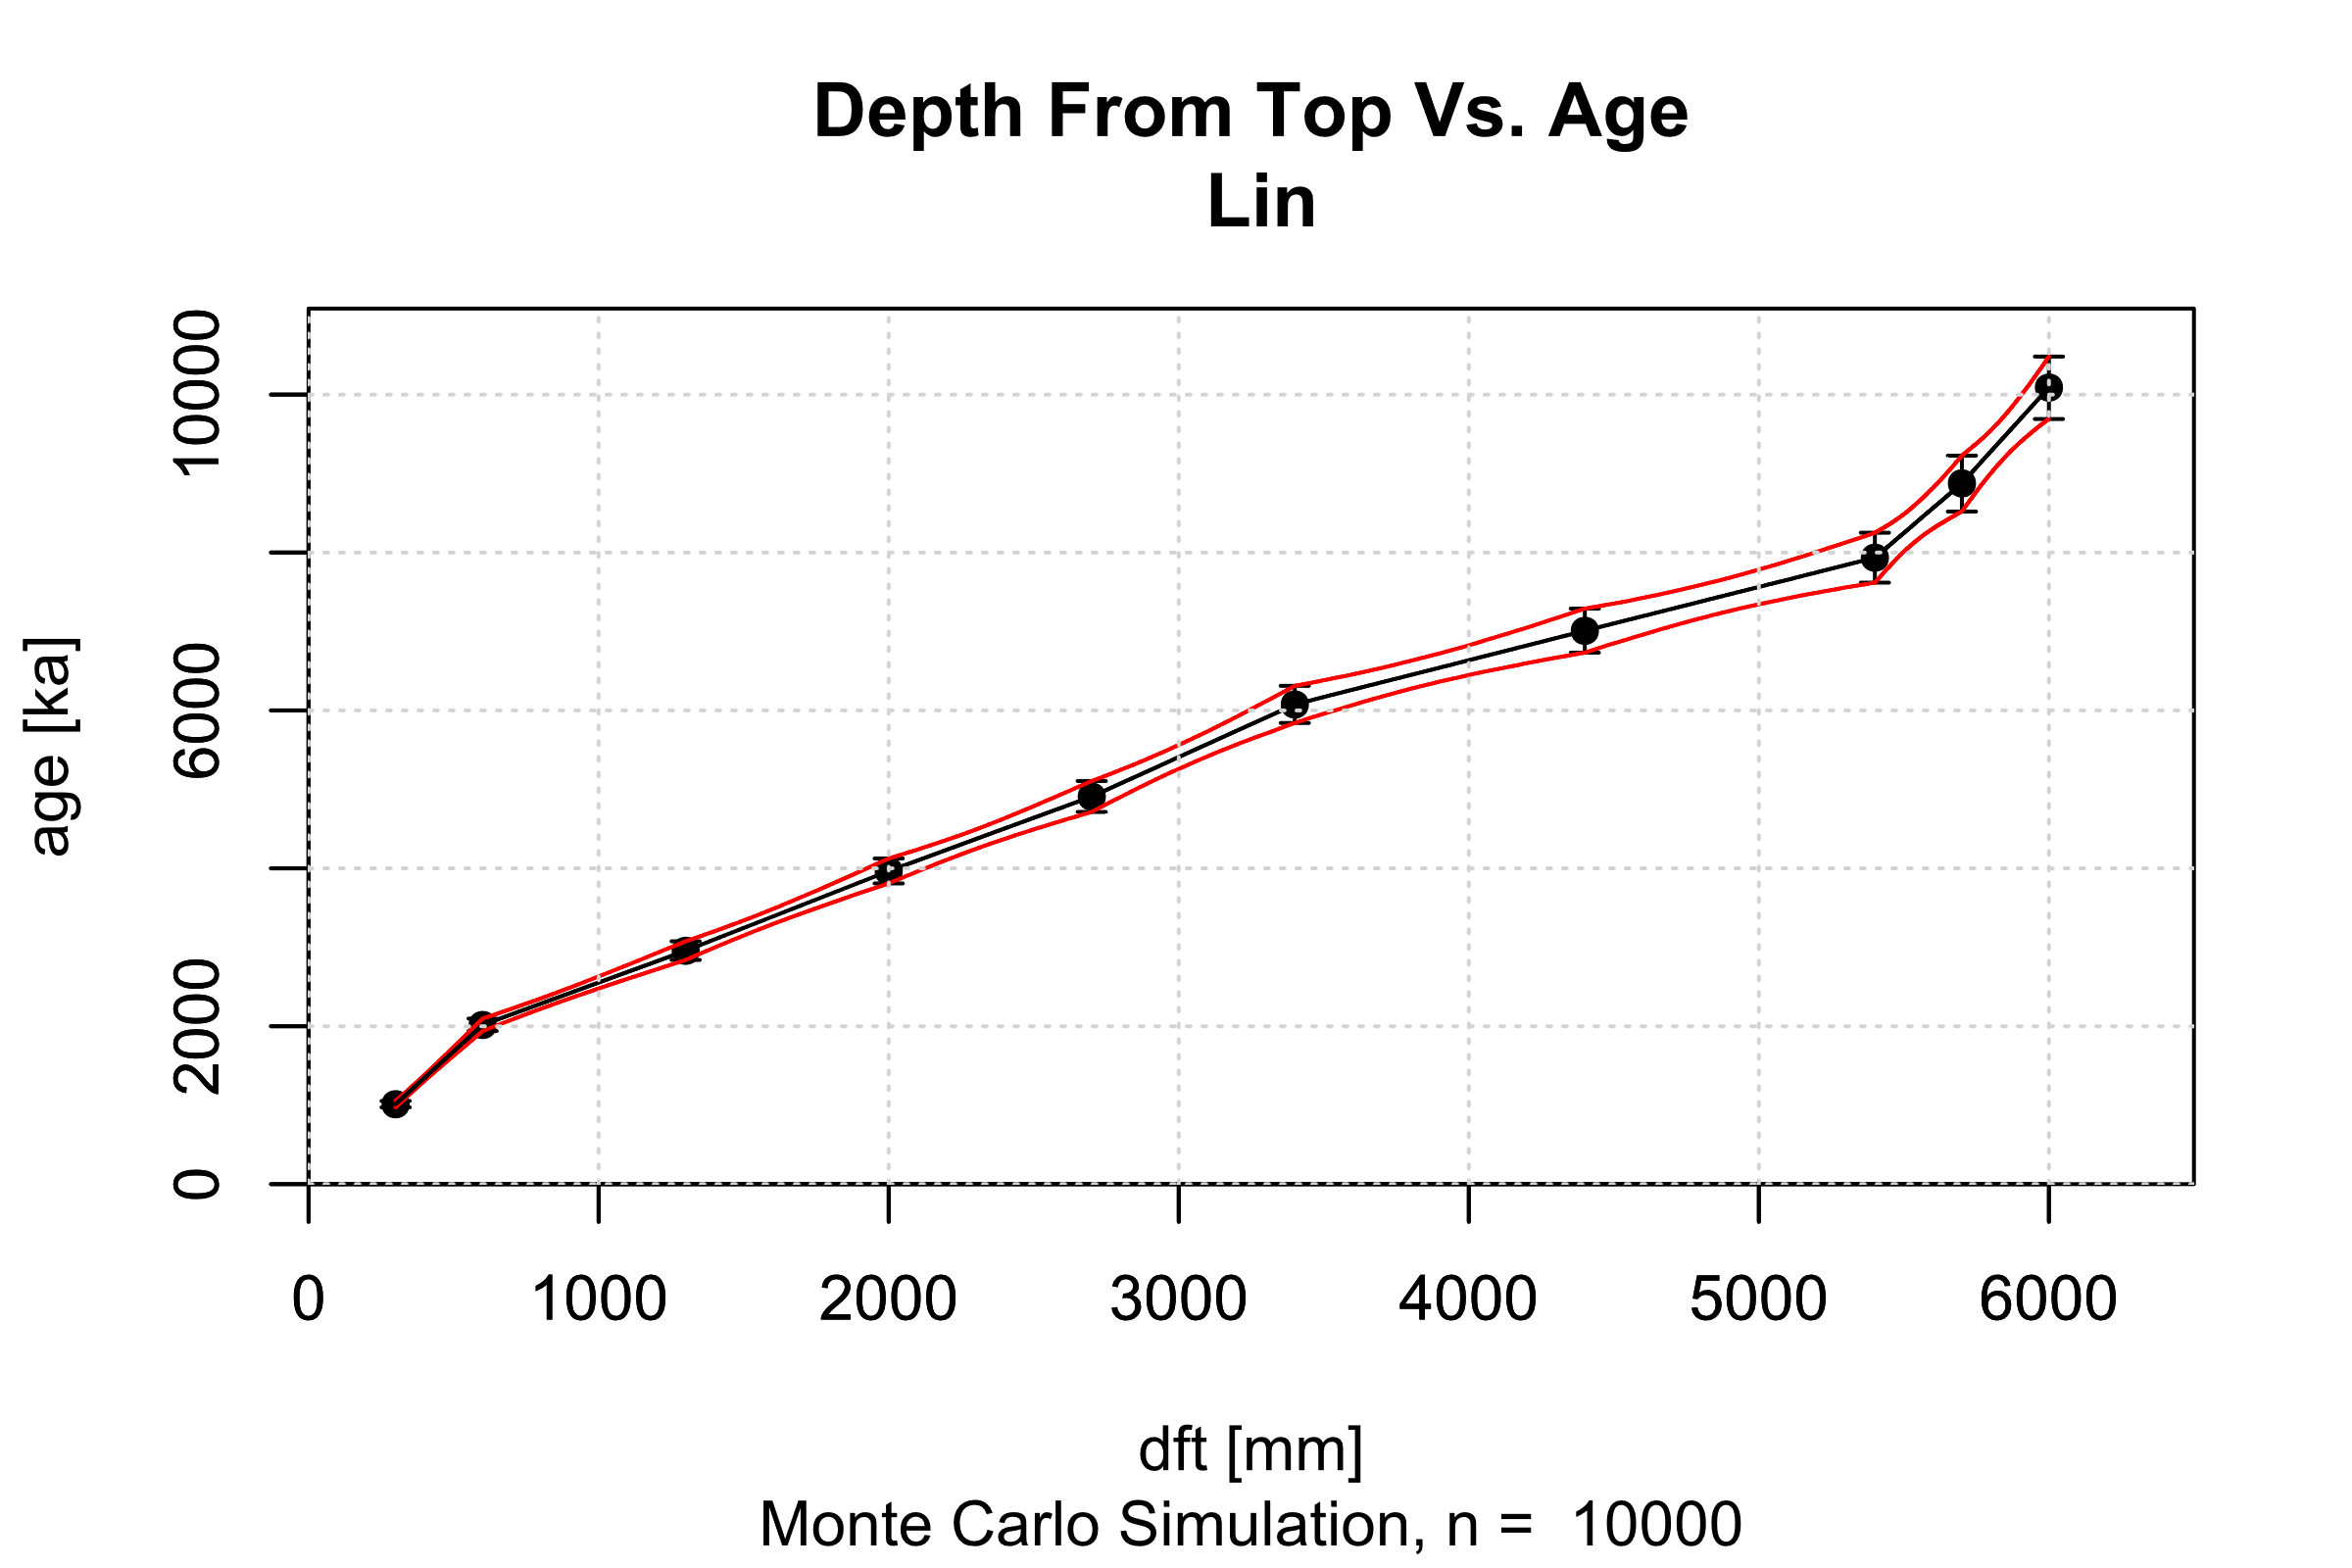 Depth From Top Vs. Age
Lin
age [ka]
10000
6000
2000
0
0 1000 2000 3000 4000 5000 6000
dft [mm]
Monte Carlo Simulation, n = 10000